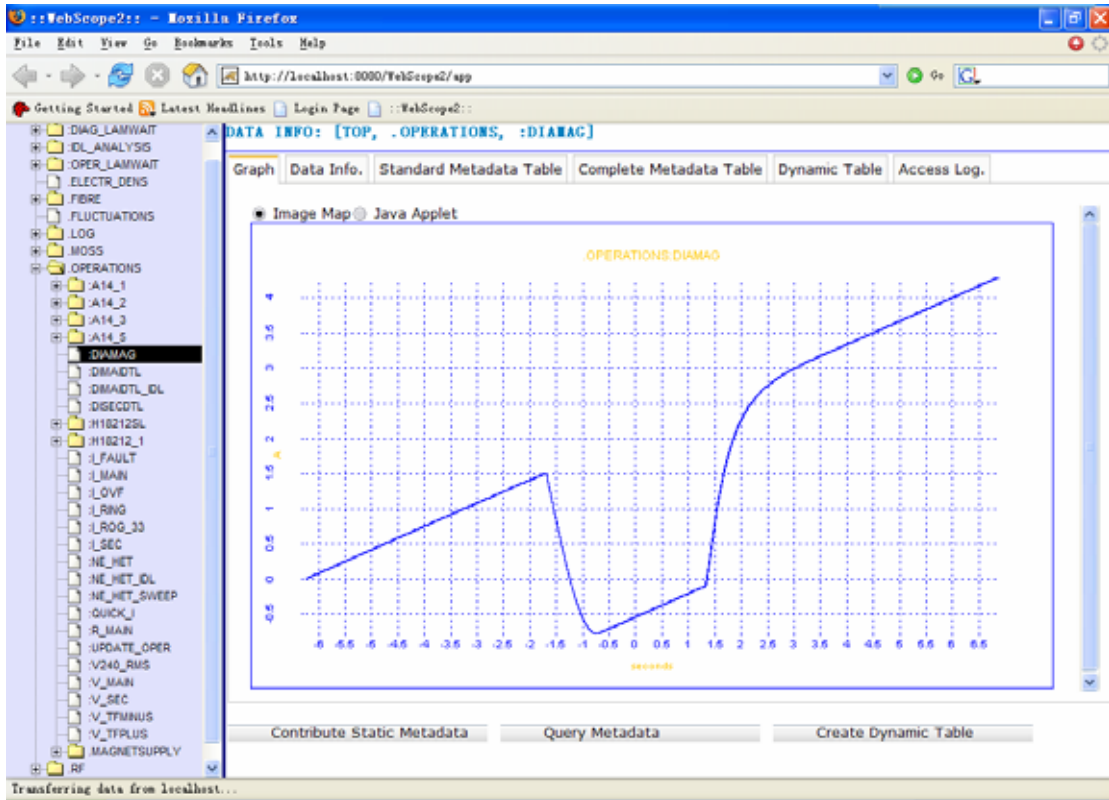 ::WebScope2:: - Mozilla Firefox
File Edit View Go Bookmarks Tools Help
http://localhost:8080/WebScope2/app
Go
Getting Started Latest Headlines Login Page ::WebScope2::
DATA INFO: [TOP, .OPERATIONS, :DIAMAG]
Graph Data Info. Standard Metadata Table Complete Metadata Table Dynamic Table Access Log.
Image Map Java Applet
:DIAG_LAMWAIT
:IDL_ANALYSIS
:OPER_LAMWAIT
.ELECTR_DENS
.FIBRE
.FLUCTUATIONS
.LOG
.MOSS
.OPERATIONS
:A14_1
:A14_2
:A14_3
:A14_5
:DIAMAG
:DIMAIDTL
:DIMAIDTL_IDL
:DISECDTL
:H18212SL
:H18212_1
:I_FAULT
:I_MAIN
:I_OVF
:I_RING
:I_ROG_33
:I_SEC
:NE_HET
:NE_HET_IDL
:NE_HET_SWEEP
:QUICK_I
:R_MAIN
:UPDATE_OPER
:V240_RMS
:V_MAIN
:V_SEC
:V_TFMINUS
:V_TFPLUS
.MAGNETSUPPLY
.RF
.OPERATIONS:DIAMAG
4
3.5
3
2.5
2
A
1.5
1
0.5
0
-0.5
-6 -5.5 -5 -4.5 -4 -3.5 -3 -2.5 -2 -1.5 -1 -0.5 0 0.5 1 1.5 2 2.5 3 3.5 4 4.5 5 5.5 6 6.5
seconds
Contribute Static Metadata Query Metadata Create Dynamic Table
Transferring data from localhost...